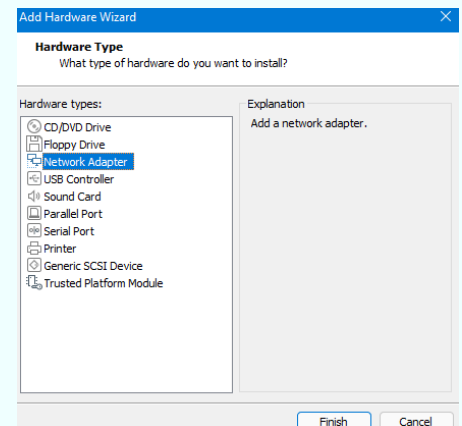 Add Hardware Wizard
Hardware Type
What type of hardware do you want to install?
Hardware types:
CD/DVD Drive
Floppy Drive
Network Adapter
USB Controller
Sound Card
Parallel Port
Serial Port
Printer
Generic SCSI Device
Trusted Platform Module
Explanation
Add a network adapter.
Finish
Cancel